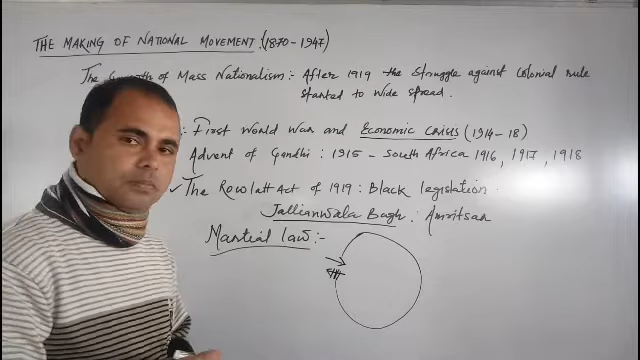 THE MAKING OF NATIONAL MOVEMENT: (1870-1947)
The Growth of Mass Nationalism:- After 1919 the struggle against colonial rule
started to wide spread.
: First World War and Economic Crisis (1914-18)
Advent of Gandhi: 1915 - South Africa 1916, 1917, 1918
✓ The Rowlatt Act of 1919: Black legislation
Jallianwala Bagh: Amritsar
Martial law:-